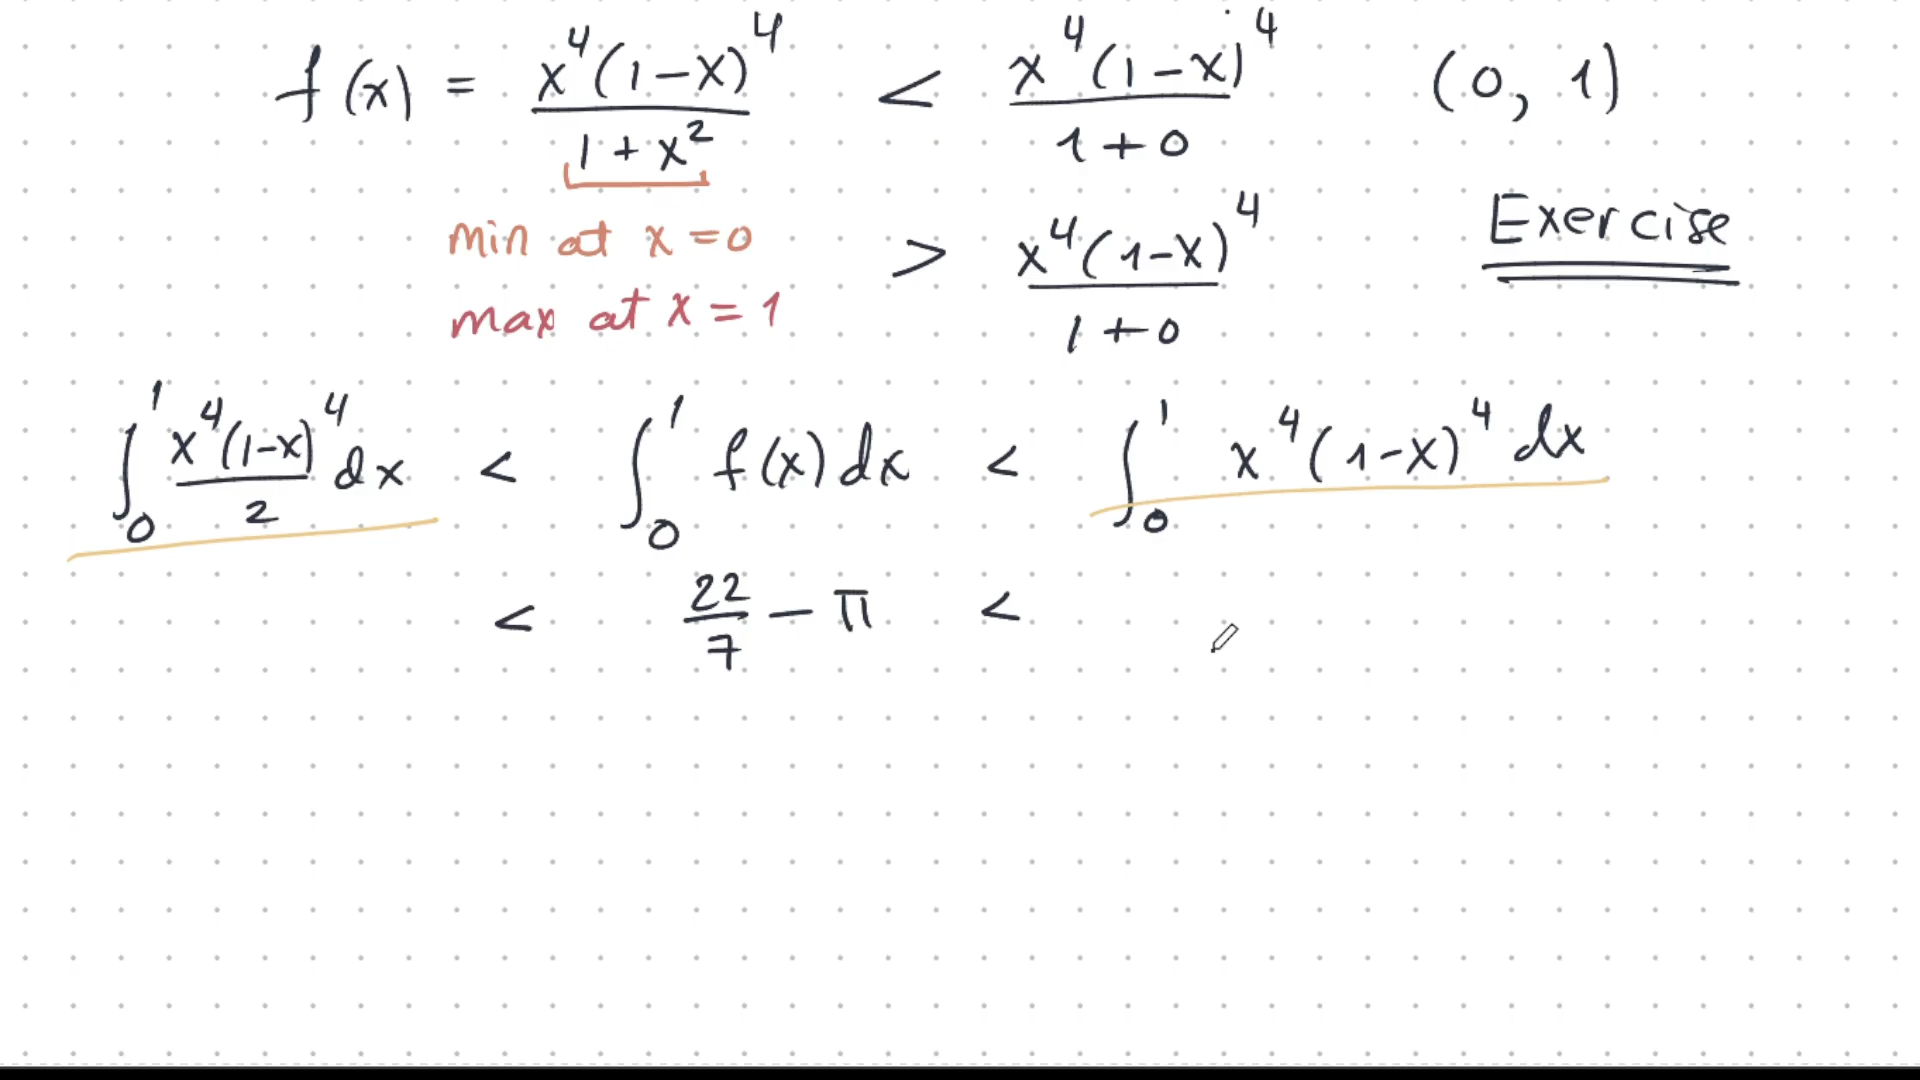 f(x) = x⁴(1-x)⁴ / 1+x² < x⁴(1-x)⁴ / 1+0 (0, 1)
min at x=0 > x⁴(1-x)⁴ / 1+0 Exercise
max at x = 1
∫₀¹ x⁴(1-x)⁴ / 2 dx < ∫₀¹ f(x) dx < ∫₀¹ x⁴(1-x)⁴ dx
< 22/7 - π <